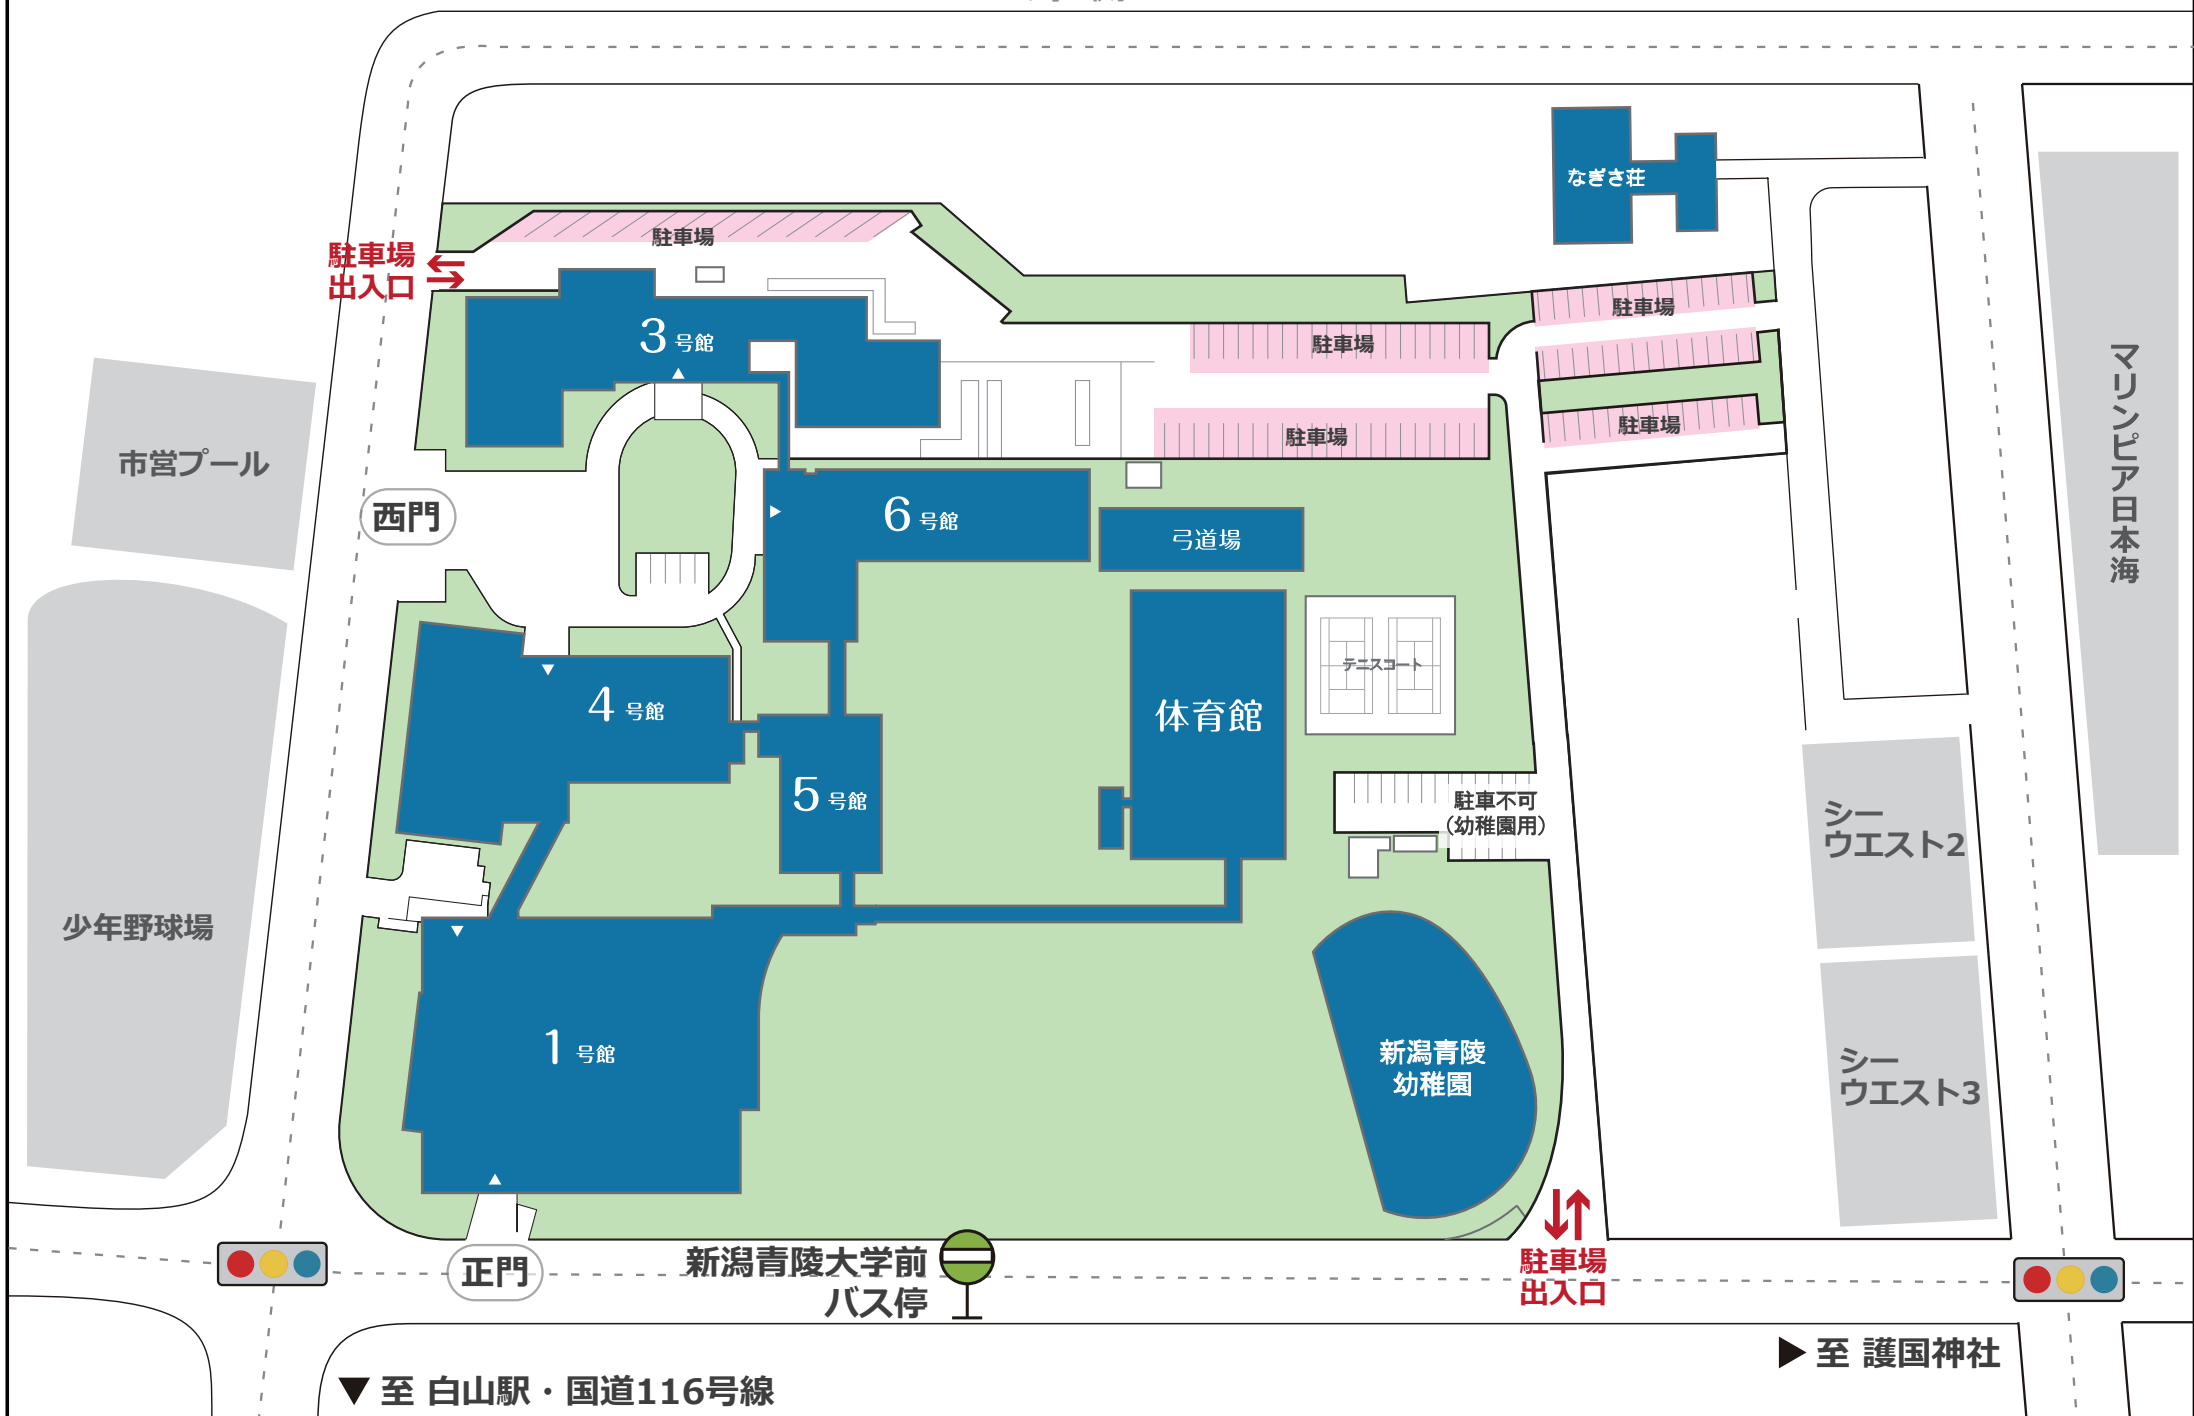 なぎさ荘
駐車場
駐車場
出入口
3 号館
駐車場
駐車場
駐車場
駐車場
マリンピア日本海
市営プール
西門
6 号館
弓道場
テニスコート
4 号館
体育館
5 号館
駐車不可
（幼稚園用）
シー
ウエスト2
少年野球場
1 号館
新潟青陵
幼稚園
シー
ウエスト3
正門
新潟青陵大学前
バス停
駐車場
出入口
▶ 至 護国神社
▼ 至 白山駅・国道116号線